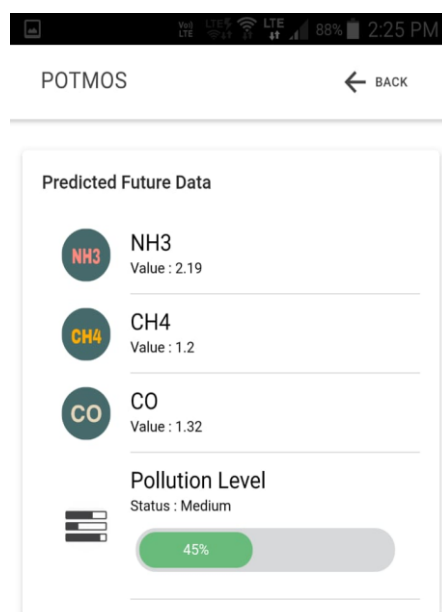 Vo) LTE LTE LTE 88% 2:25 PM
POTMOS
BACK
Predicted Future Data
NH3
NH3
Value : 2.19
CH4
CH4
Value : 1.2
CO
CO
Value : 1.32
Pollution Level
Status : Medium
45%